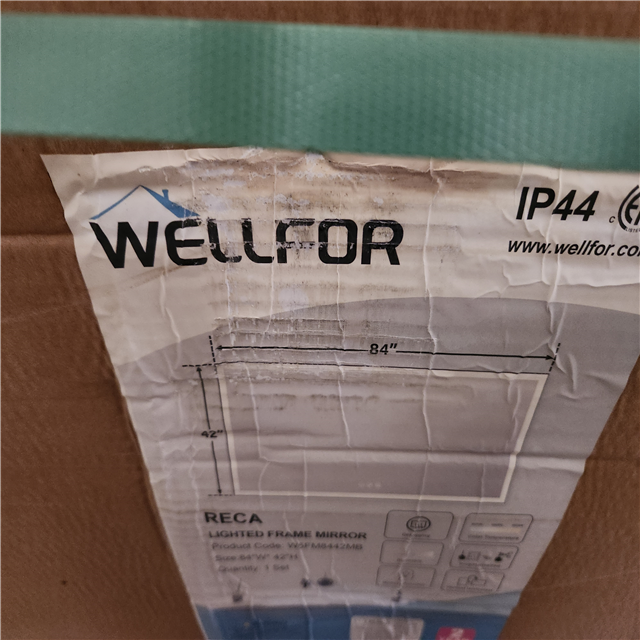 WELLFOR
IP44
www.wellfor.co
84"
42"
RECA
LIGHTED FRAME MIRROR
Product Code:
Size: 84"W* 42"H
Quantity: 1 Set